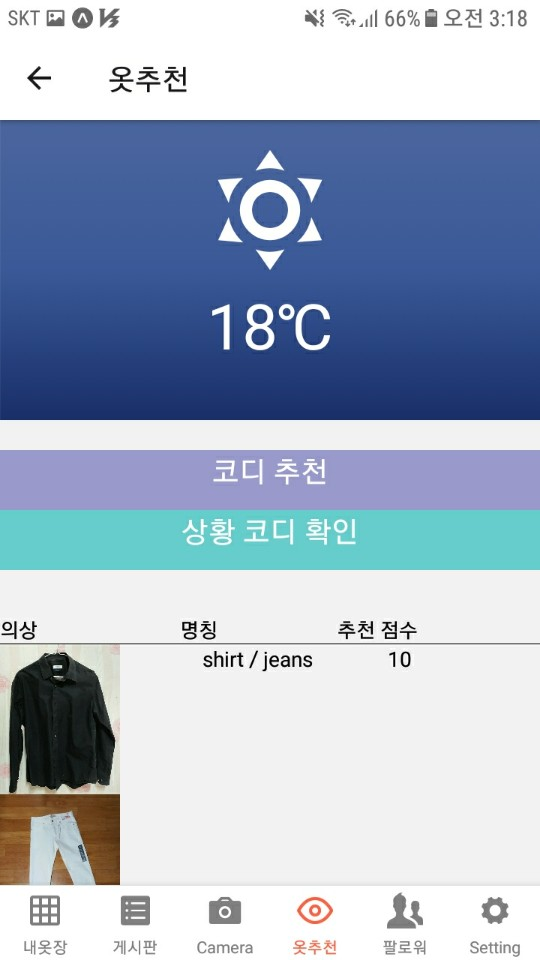 SKT 66% 오전 3:18
옷추천
18℃
코디 추천
상황 코디 확인
의상 명칭 추천 점수
shirt / jeans 10
내옷장 게시판 Camera 옷추천 팔로워 Setting